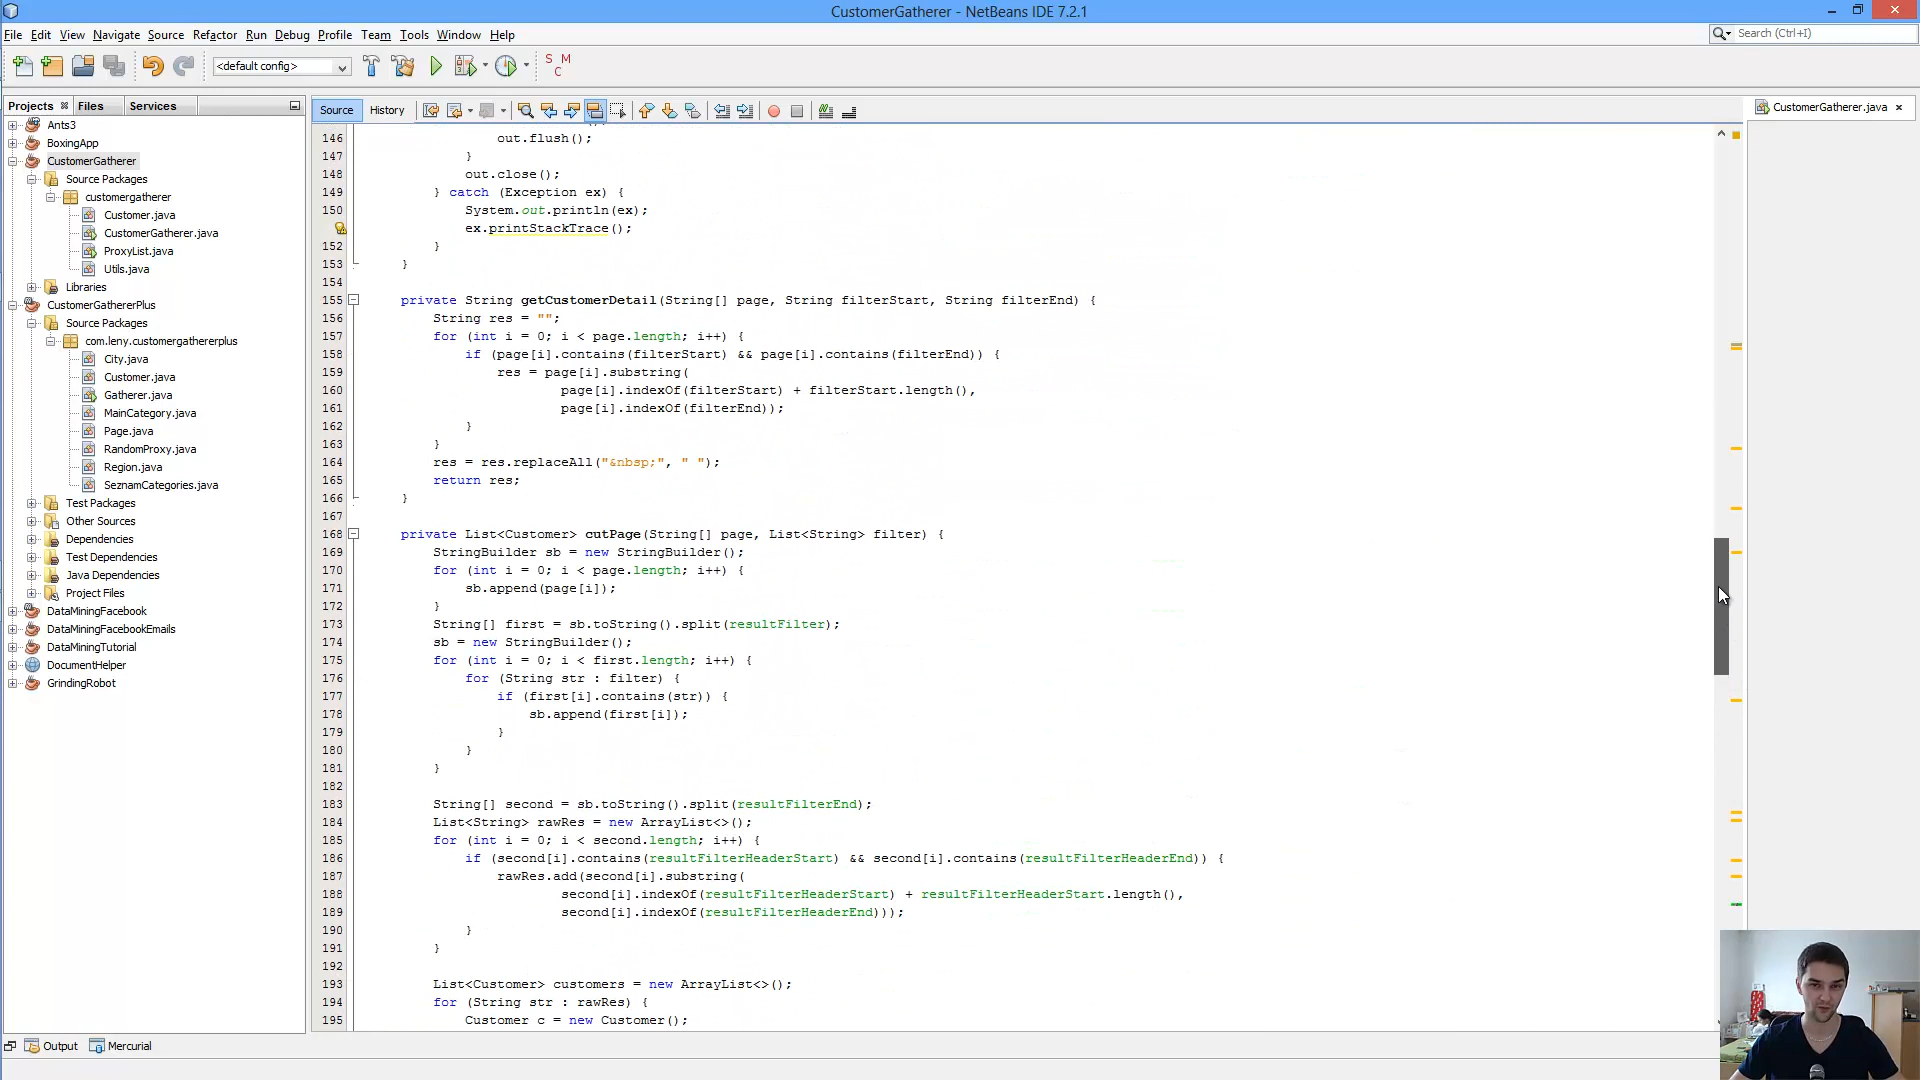 CustomerGatherer - NetBeans IDE 7.2.1
File Edit View Navigate Source Refactor Run Debug Profile Team Tools Window Help
Search (Ctrl+I)
<default config>
S M
C
Projects Files Services
Source History
CustomerGatherer.java
Ants3
BoxingApp
CustomerGatherer
Source Packages
customergatherer
Customer.java
CustomerGatherer.java
ProxyList.java
Utils.java
Libraries
CustomerGathererPlus
Source Packages
com.leny.customergathererplus
City.java
Customer.java
Gatherer.java
MainCategory.java
Page.java
RandomProxy.java
Region.java
SeznamCategories.java
Test Packages
Other Sources
Dependencies
Test Dependencies
Java Dependencies
Project Files
DataMiningFacebook
DataMiningFacebookEmails
DataMiningTutorial
DocumentHelper
GrindingRobot
146 out.flush();
147 }
148 out.close();
149 } catch (Exception ex) {
150 System.out.println(ex);
ex.printStackTrace();
152 }
153 }
154
155 private String getCustomerDetail(String[] page, String filterStart, String filterEnd) {
156 String res = "";
157 for (int i = 0; i < page.length; i++) {
158 if (page[i].contains(filterStart) && page[i].contains(filterEnd)) {
159 res = page[i].substring(
160 page[i].indexOf(filterStart) + filterStart.length(),
161 page[i].indexOf(filterEnd));
162 }
163 }
164 res = res.replaceAll("&nbsp;", " ");
165 return res;
166 }
167
168 private List<Customer> cutPage(String[] page, List<String> filter) {
169 StringBuilder sb = new StringBuilder();
170 for (int i = 0; i < page.length; i++) {
171 sb.append(page[i]);
172 }
173 String[] first = sb.toString().split(resultFilter);
174 sb = new StringBuilder();
175 for (int i = 0; i < first.length; i++) {
176 for (String str : filter) {
177 if (first[i].contains(str)) {
178 sb.append(first[i]);
179 }
180 }
181 }
182
183 String[] second = sb.toString().split(resultFilterEnd);
184 List<String> rawRes = new ArrayList<>();
185 for (int i = 0; i < second.length; i++) {
186 if (second[i].contains(resultFilterHeaderStart) && second[i].contains(resultFilterHeaderEnd)) {
187 rawRes.add(second[i].substring(
188 second[i].indexOf(resultFilterHeaderStart) + resultFilterHeaderStart.length(),
189 second[i].indexOf(resultFilterHeaderEnd)));
190 }
191 }
192
193 List<Customer> customers = new ArrayList<>();
194 for (String str : rawRes) {
195 Customer c = new Customer();
Output Mercurial